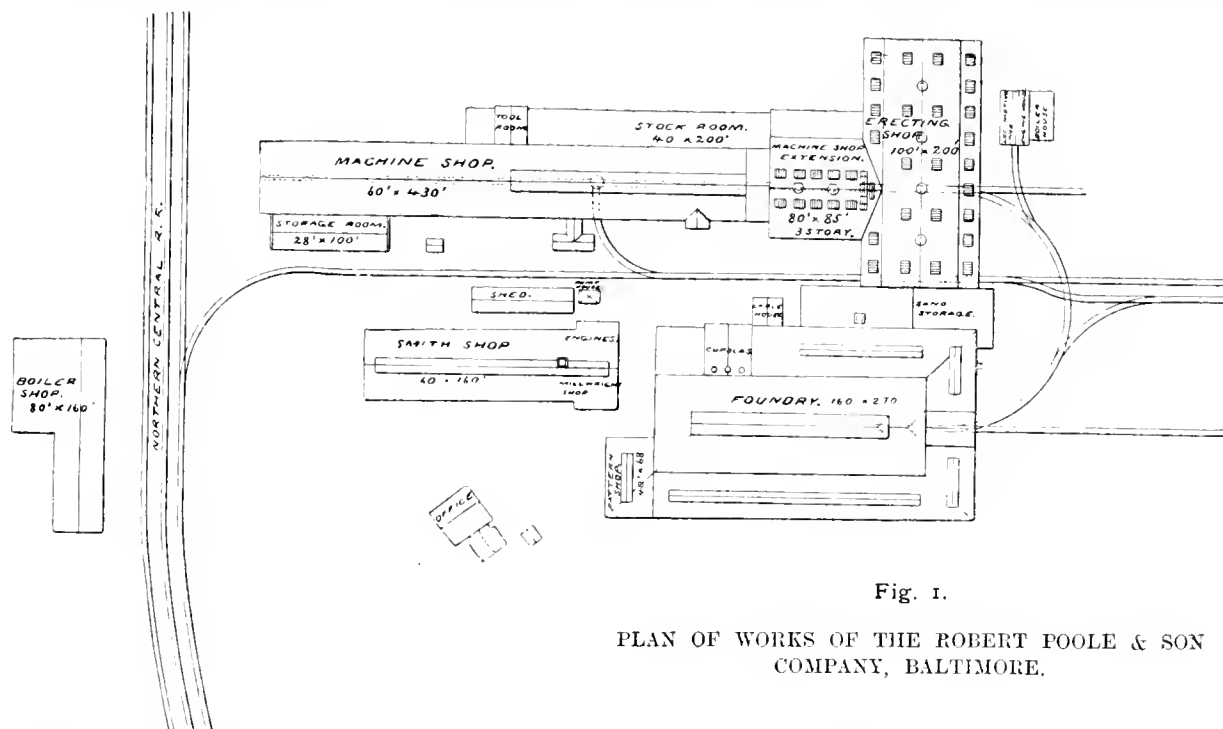 TOOL
ROOM.
STOCK ROOM.
40 x 200'
MACHINE SHOP.
60' x 430'
STORAGE ROOM.
28' x 100'
MACHINE SHOP
EXTENSION.
80' x 85'
3 STORY.
ERECTING
SHOP
100' x 200'
BOILER
HOUSE
NORTHERN CENTRAL R. R.
BOILER
SHOP.
80' x 160'
SHED.
SMITH SHOP
60 x 160'
ENGINES.
MILLWRIGHT
SHOP
HOUSE
CUPOLAS
SAND
STORAGE.
FOUNDRY. 160 x 270
PATTERN
SHOP
OFFICE
Fig. 1.
PLAN OF WORKS OF THE ROBERT POOLE & SON
COMPANY, BALTIMORE.